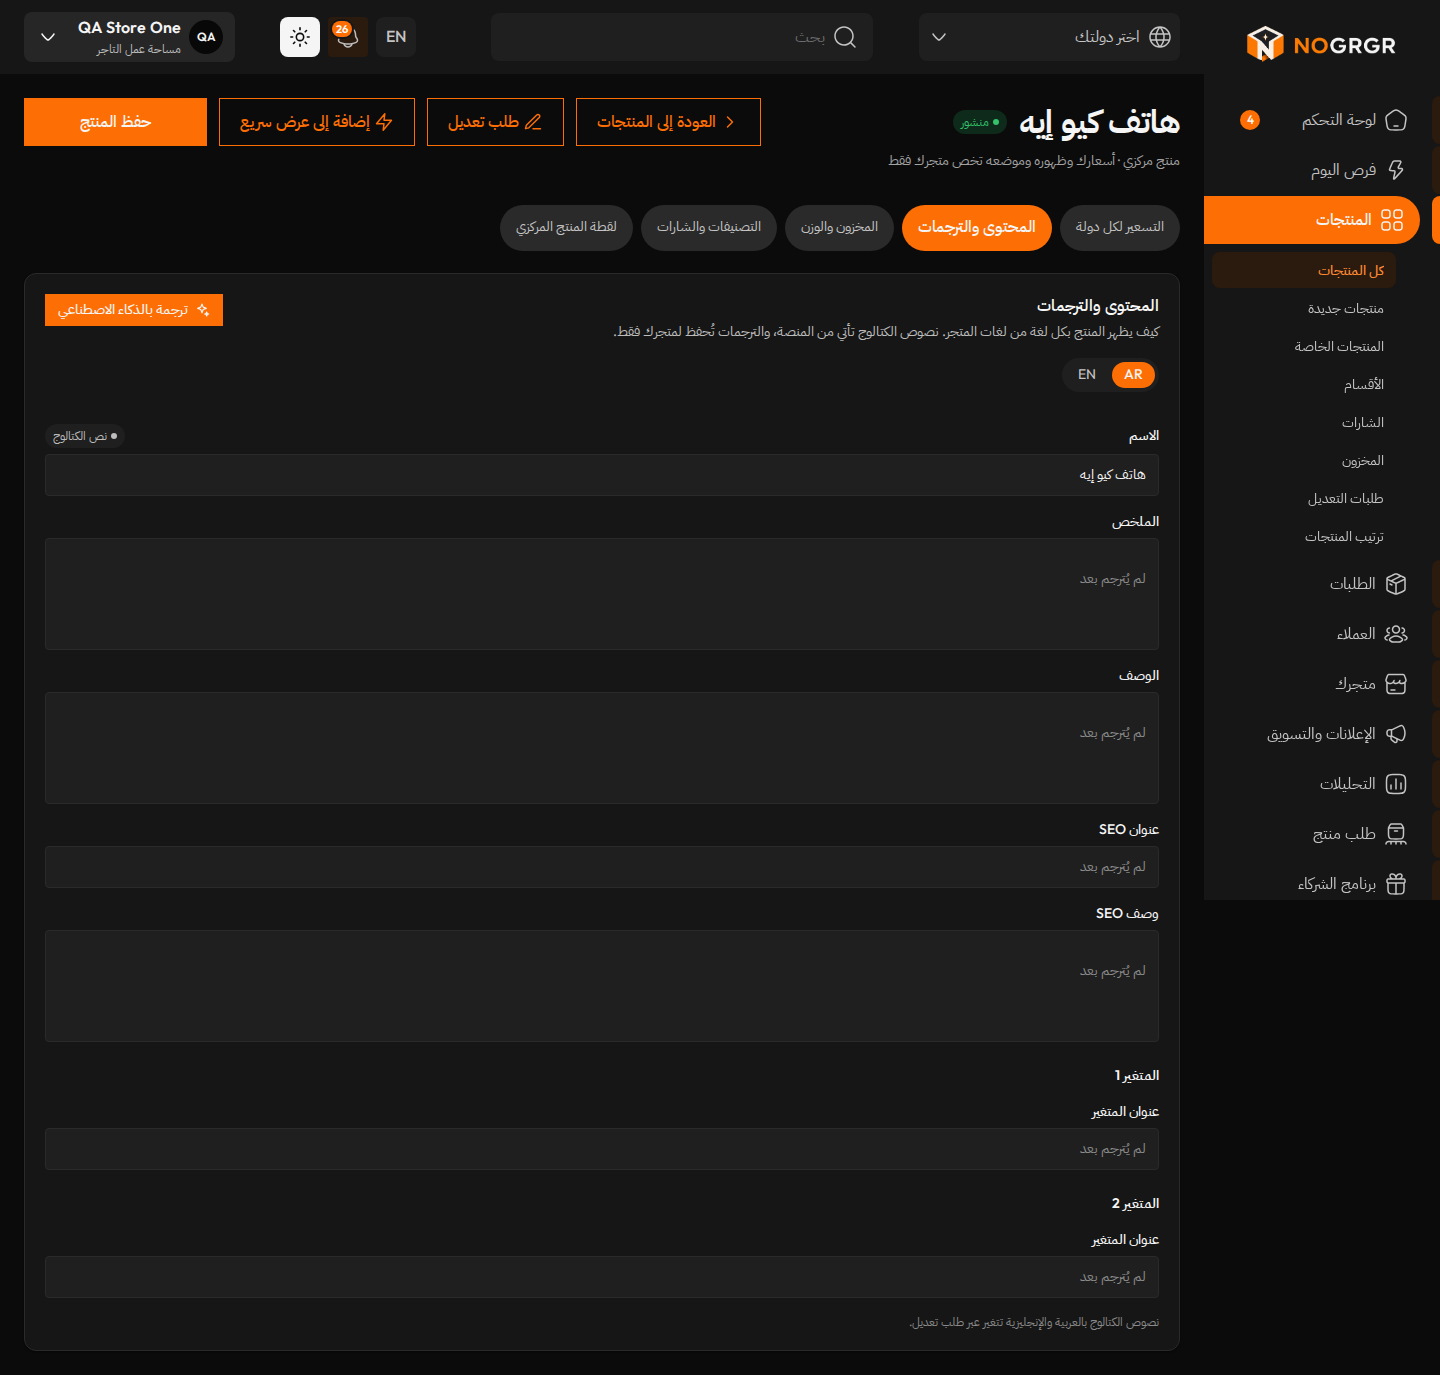 NOGRGR
اختر دولتك
بحث
EN
26
QA Store One
مساحة عمل التاجر
QA
لوحة التحكم
4
فرص اليوم
المنتجات
كل المنتجات
منتجات جديدة
المنتجات الخاصة
الأقسام
الشارات
المخزون
طلبات التعديل
ترتيب المنتجات
الطلبات
العملاء
متجرك
الإعلانات والتسويق
التحليلات
طلب منتج
برنامج الشركاء
هاتف كيو إيه
منشور
منتج مركزي · أسعارك وظهوره وموضعه تخص متجرك فقط
العودة إلى المنتجات
طلب تعديل
إضافة إلى عرض سريع
حفظ المنتج
التسعير لكل دولة
المحتوى والترجمات
المخزون والوزن
التصنيفات والشارات
لقطة المنتج المركزي
المحتوى والترجمات
ترجمة بالذكاء الاصطناعي
كيف يظهر المنتج بكل لغة من لغات المتجر. نصوص الكتالوج تأتي من المنصة، والترجمات تُحفظ لمتجرك فقط.
AR
EN
الاسم
نص الكتالوج
هاتف كيو إيه
الملخص
لم يُترجم بعد
الوصف
لم يُترجم بعد
عنوان SEO
لم يُترجم بعد
وصف SEO
لم يُترجم بعد
المتغير 1
عنوان المتغير
لم يُترجم بعد
المتغير 2
عنوان المتغير
لم يُترجم بعد
نصوص الكتالوج بالعربية والإنجليزية تتغير عبر طلب تعديل.